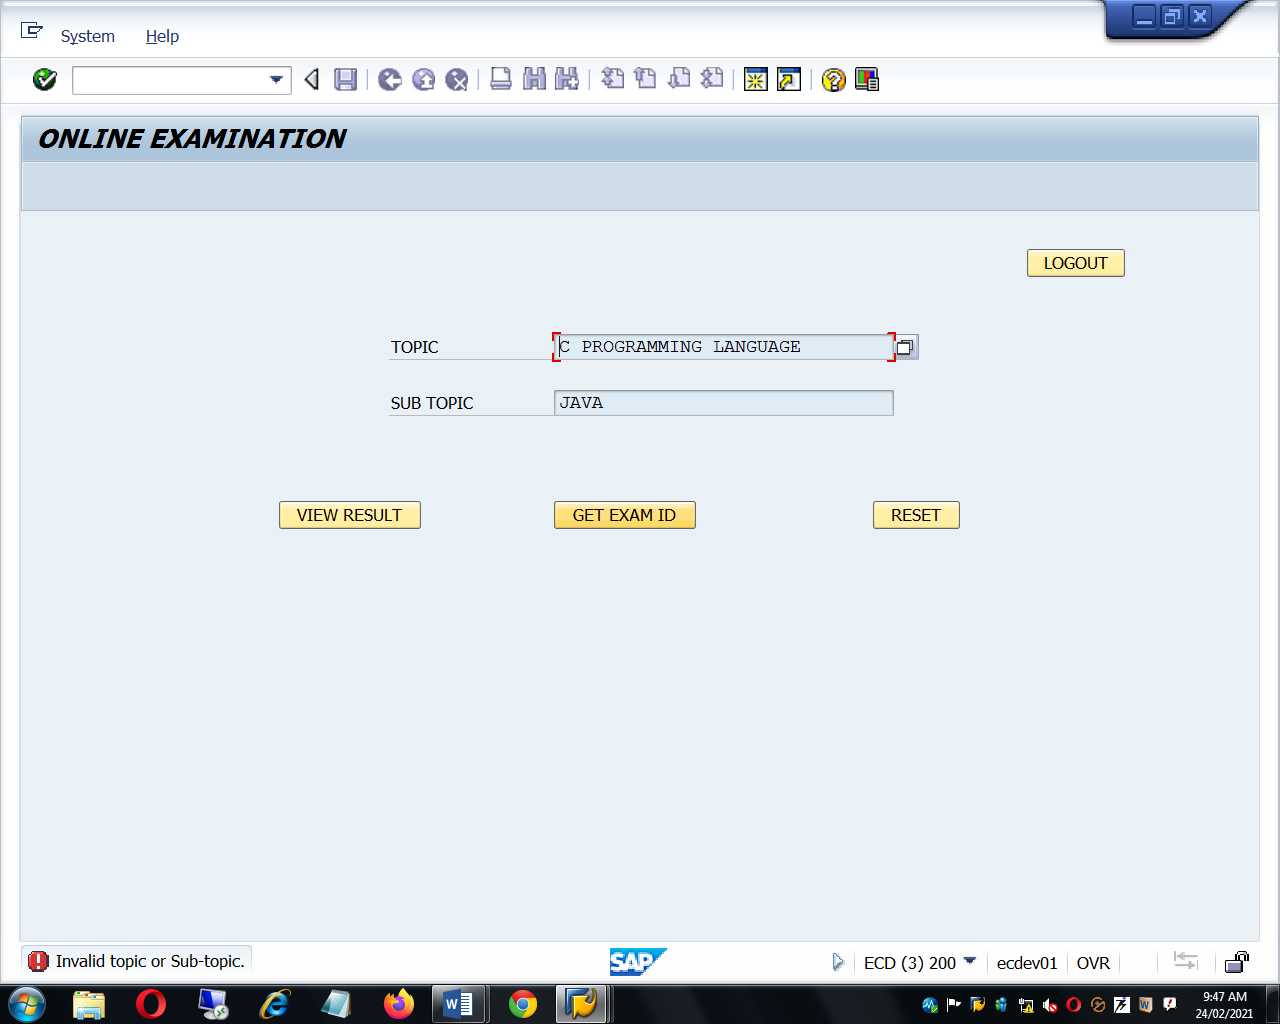 System Help
ONLINE EXAMINATION
LOGOUT
TOPIC C PROGRAMMING LANGUAGE
SUB TOPIC JAVA
VIEW RESULT GET EXAM ID RESET
Invalid topic or Sub-topic. SAP ECD (3) 200 ecdev01 OVR
9:47 AM
24/02/2021